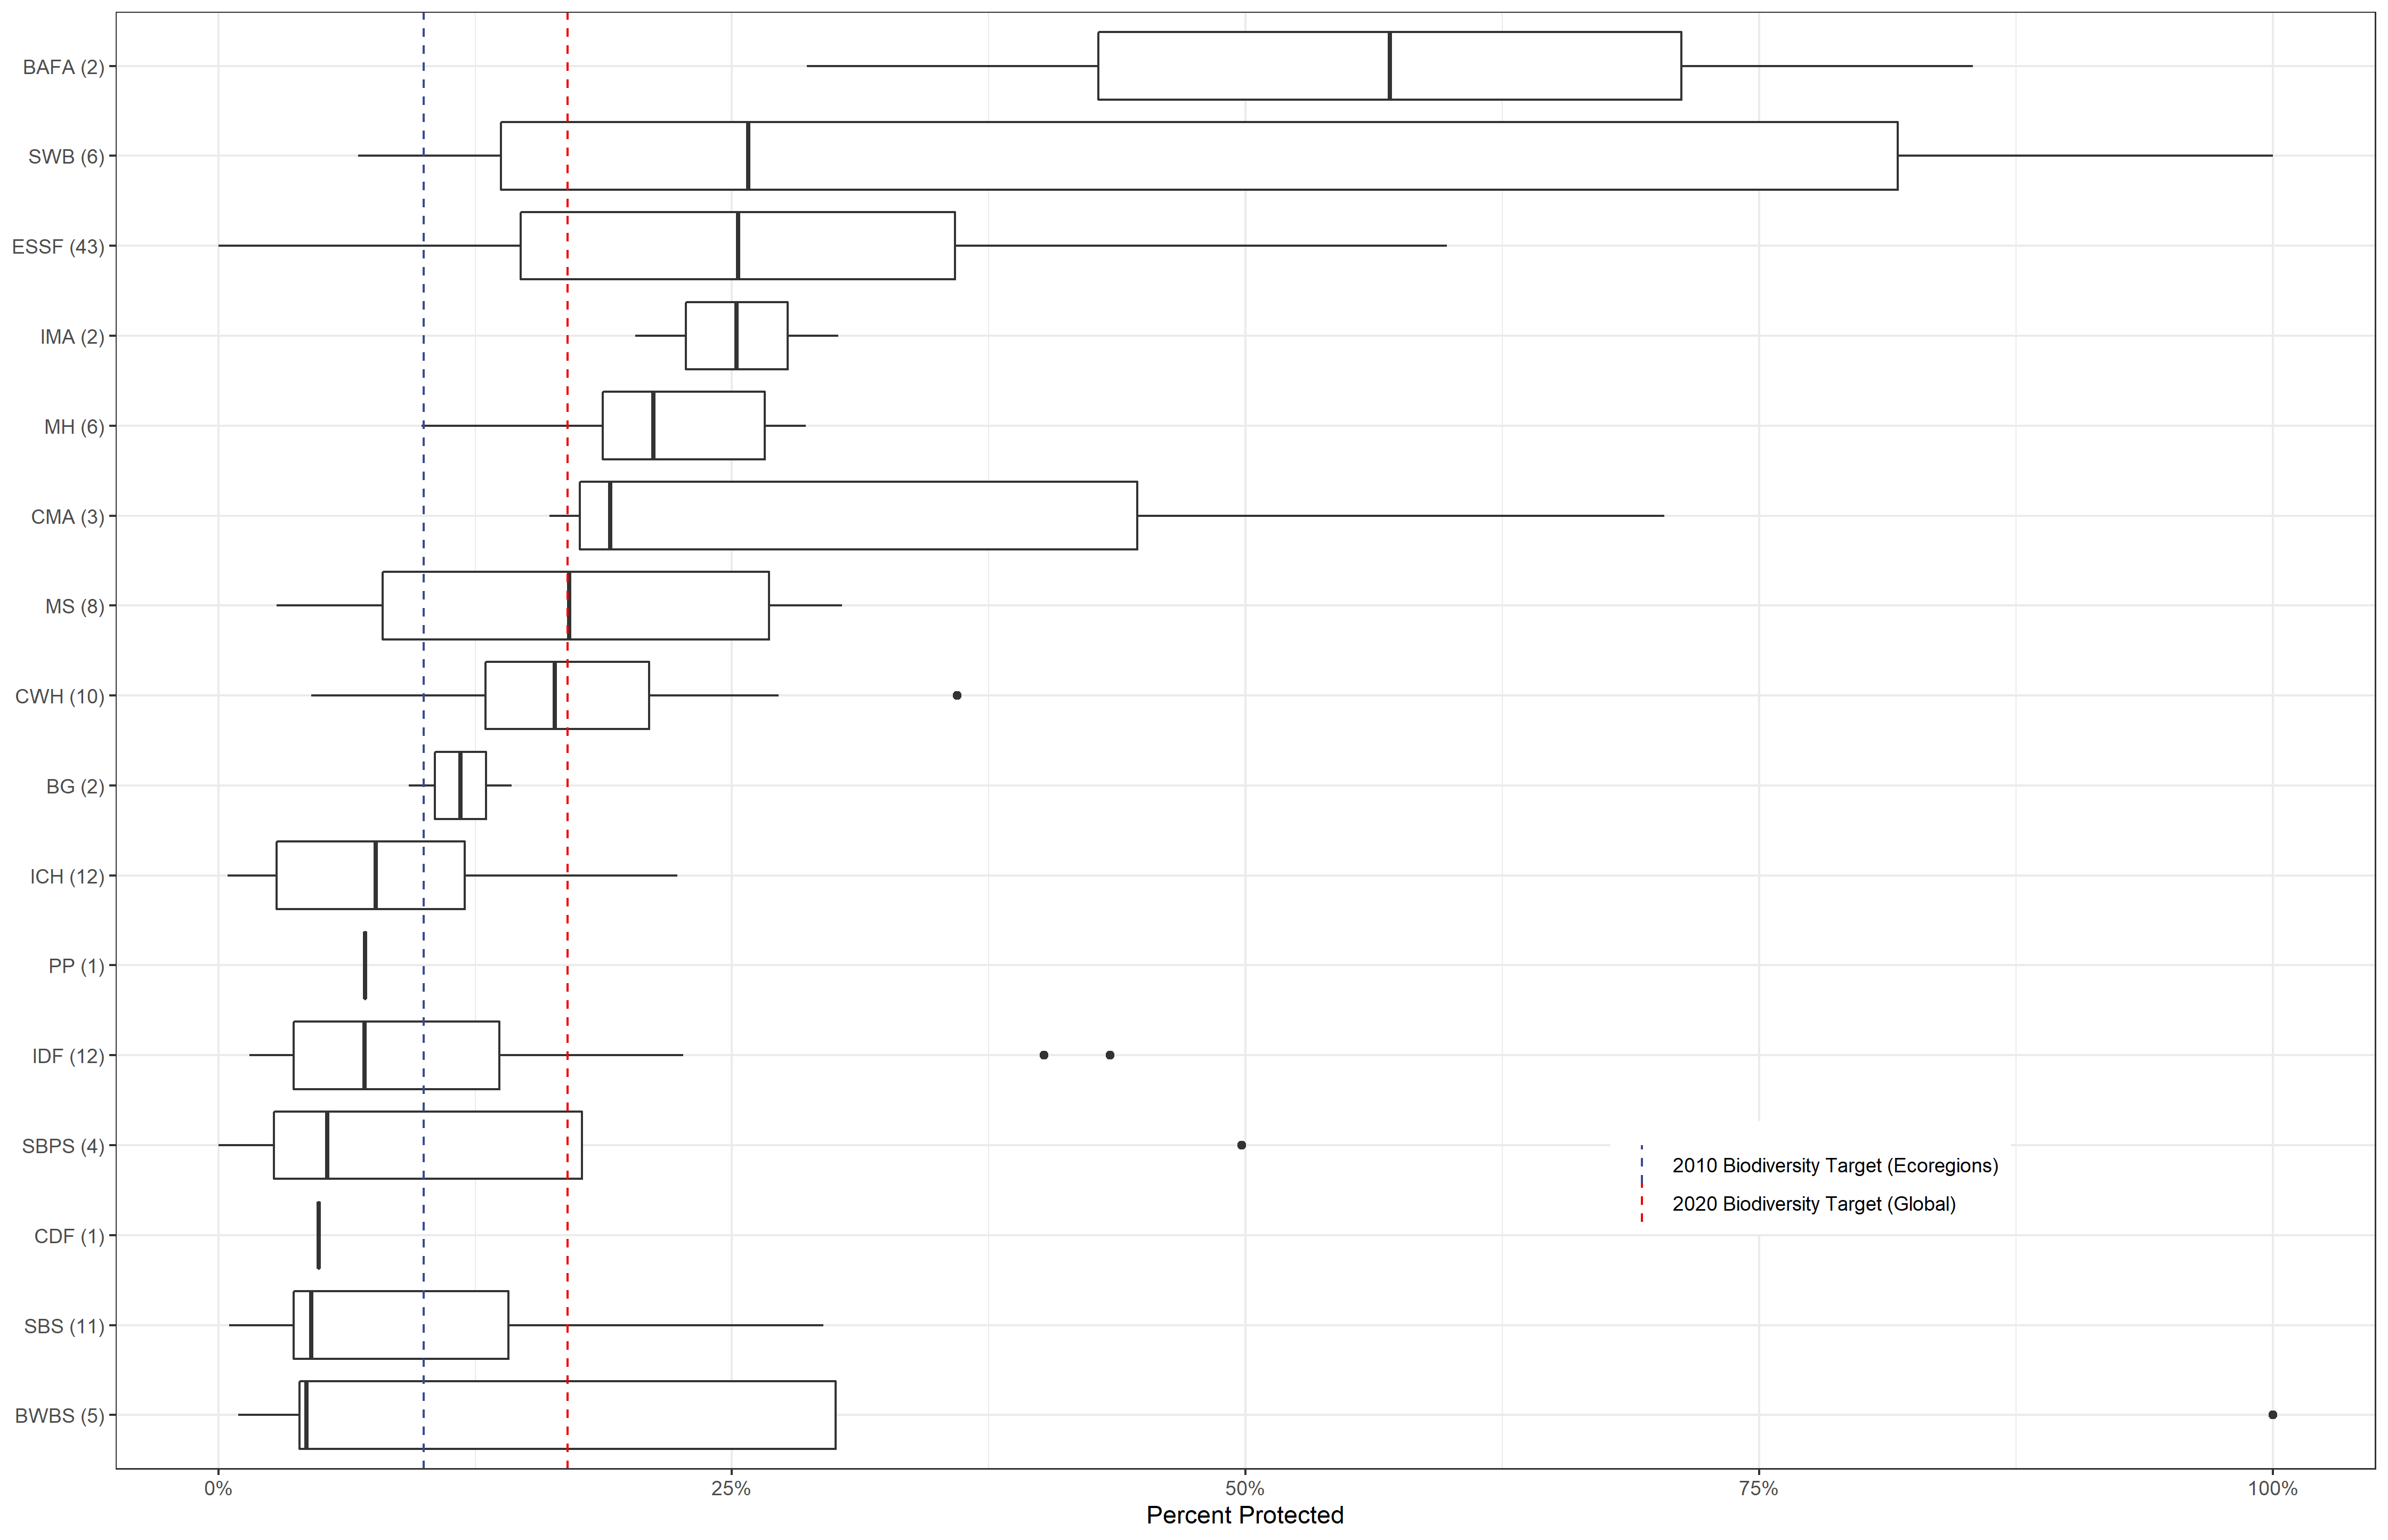 BAFA (2)
SWB (6)
ESSF (43)
IMA (2)
MH (6)
CMA (3)
MS (8)
CWH (10)
BG (2)
ICH (12)
PP (1)
IDF (12)
SBPS (4)
2010 Biodiversity Target (Ecoregions)
2020 Biodiversity Target (Global)
CDF (1)
SBS (11)
BWBS (5)
0% 25% 50% 75% 100%
Percent Protected